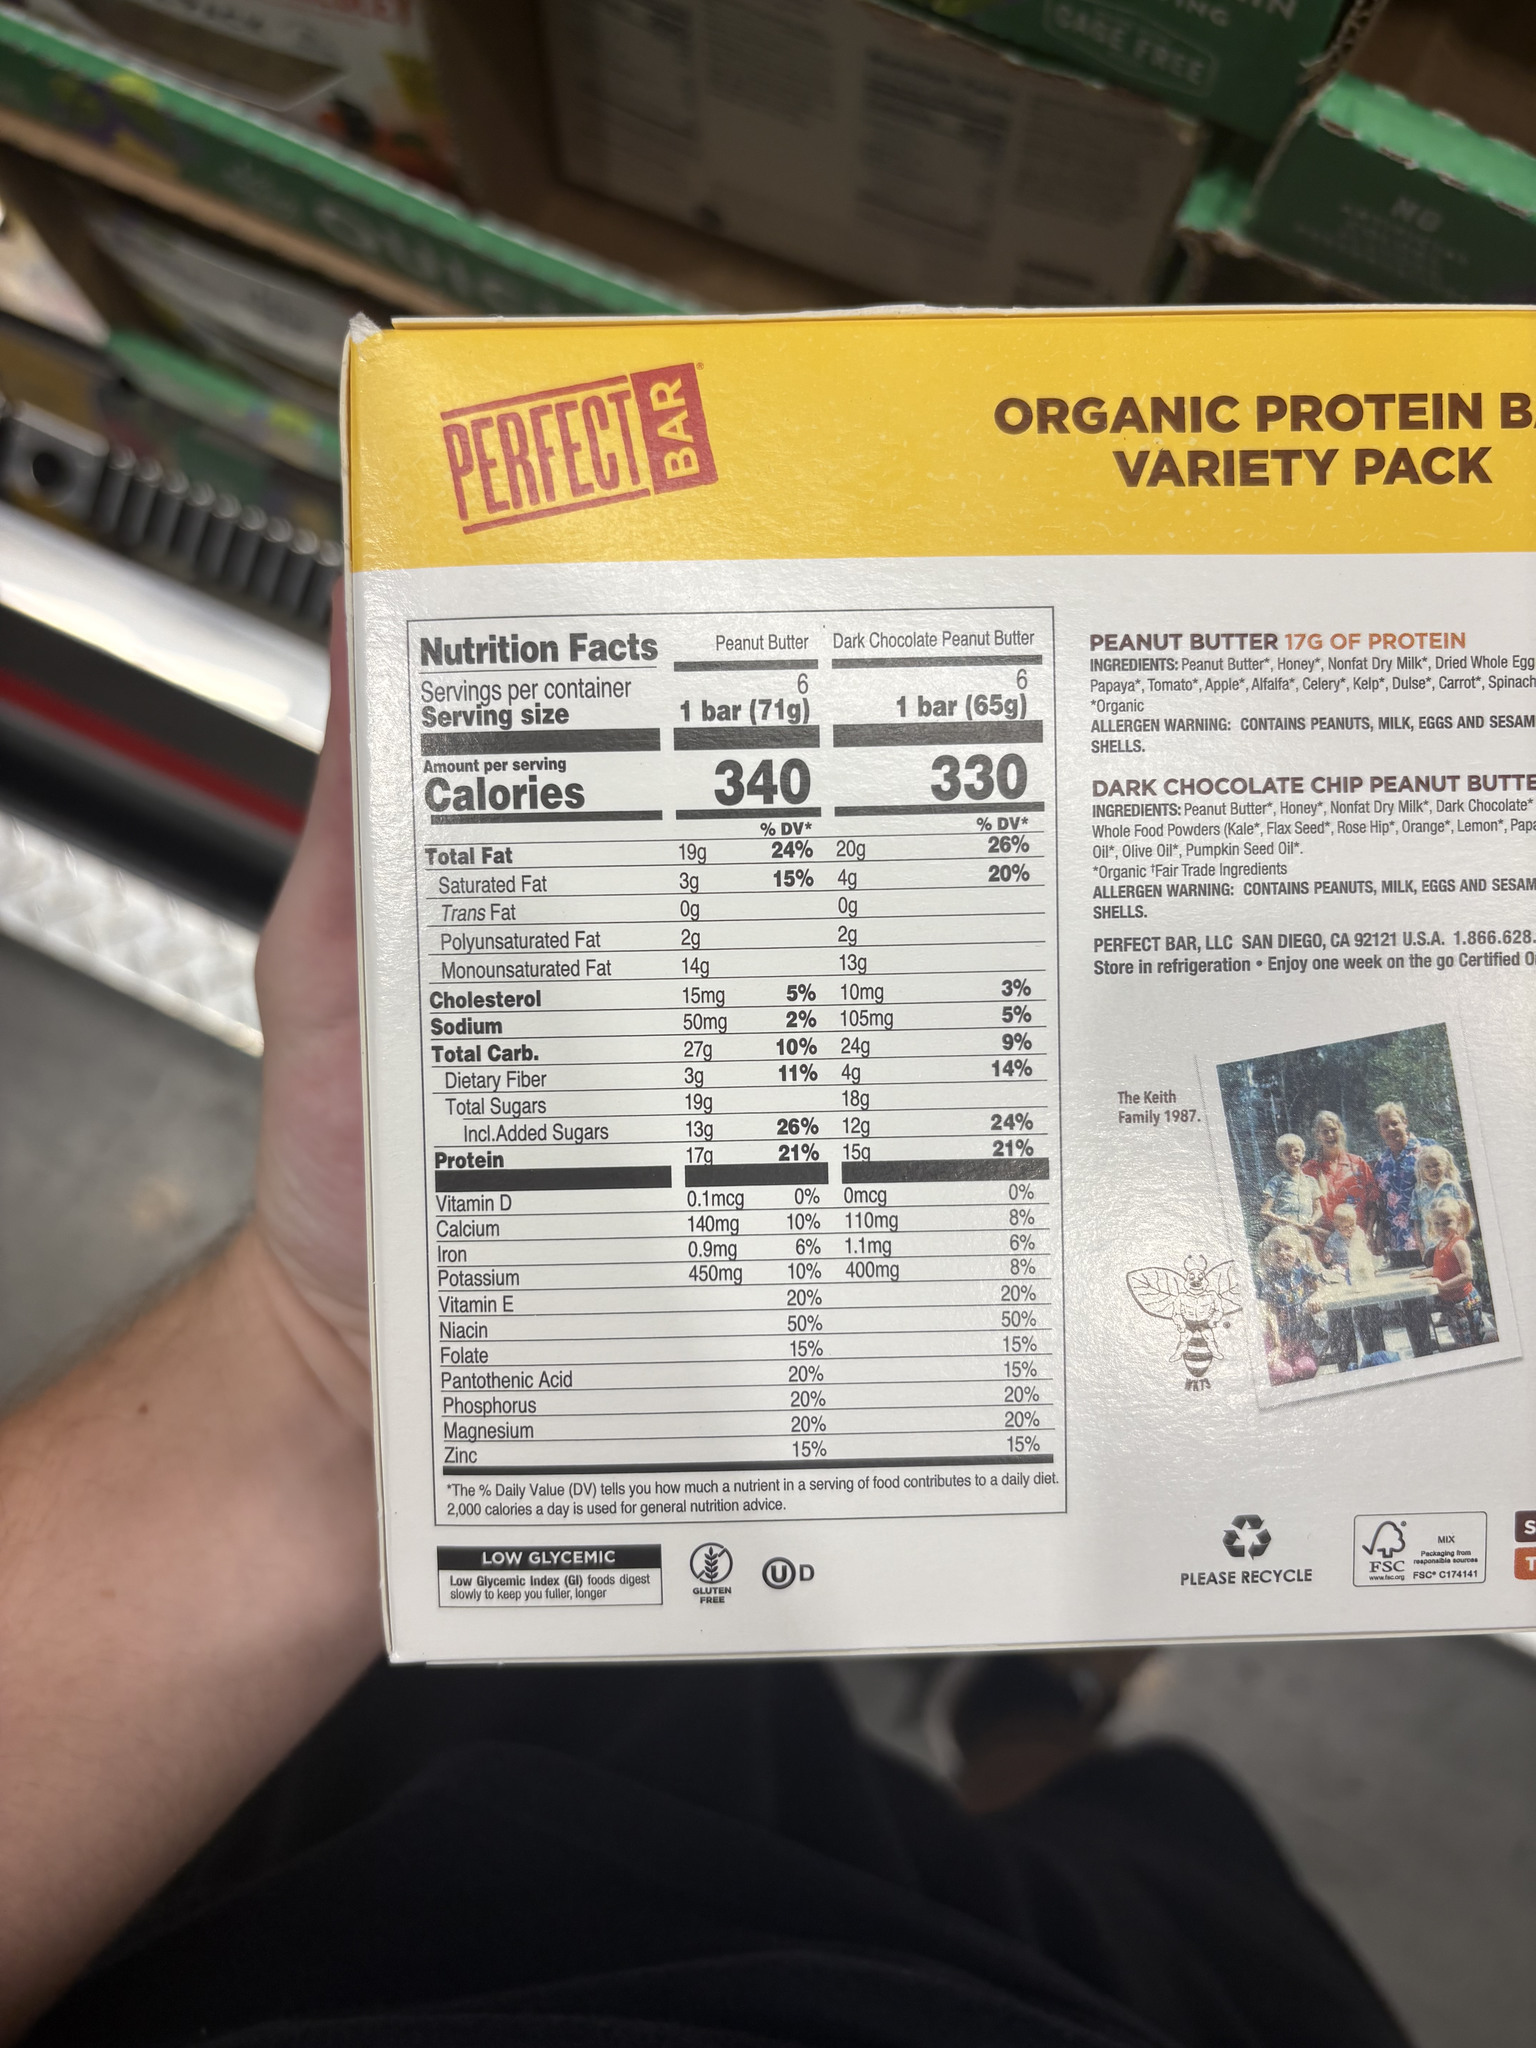 CAGE FREE
NO
PERFECT BAR®
ORGANIC PROTEIN
VARIETY PACK
Nutrition Facts Peanut Butter Dark Chocolate Peanut Butter
Servings per container 6 6
Serving size 1 bar (71g) 1 bar (65g)
Amount per serving
Calories 340 330
% DV* % DV*
Total Fat 19g 24% 20g 26%
Saturated Fat 3g 15% 4g 20%
Trans Fat 0g 0g
Polyunsaturated Fat 2g 2g
Monounsaturated Fat 14g 13g
Cholesterol 15mg 5% 10mg 3%
Sodium 50mg 2% 105mg 5%
Total Carb. 27g 10% 24g 9%
Dietary Fiber 3g 11% 4g 14%
Total Sugars 19g 18g
Incl.Added Sugars 13g 26% 12g 24%
Protein 17g 21% 15g 21%
Vitamin D 0.1mcg 0% 0mcg 0%
Calcium 140mg 10% 110mg 8%
Iron 0.9mg 6% 1.1mg 6%
Potassium 450mg 10% 400mg 8%
Vitamin E 20% 20%
Niacin 50% 50%
Folate 15% 15%
Pantothenic Acid 20% 15%
Phosphorus 20% 20%
Magnesium 20% 20%
Zinc 15% 15%
*The % Daily Value (DV) tells you how much a nutrient in a serving of food contributes to a daily diet.
2,000 calories a day is used for general nutrition advice.
LOW GLYCEMIC
Low Glycemic Index (GI) foods digest
slowly to keep you fuller, longer
GLUTEN
FREE
U D
PEANUT BUTTER 17G OF PROTEIN
INGREDIENTS: Peanut Butter*, Honey*, Nonfat Dry Milk*, Dried Whole Egg
Papaya*, Tomato*, Apple*, Alfalfa*, Celery*, Kelp*, Dulse*, Carrot*, Spinach
*Organic
ALLERGEN WARNING: CONTAINS PEANUTS, MILK, EGGS AND SESAM
SHELLS.
DARK CHOCOLATE CHIP PEANUT BUTTE
INGREDIENTS: Peanut Butter*, Honey*, Nonfat Dry Milk*, Dark Chocolate*
Whole Food Powders (Kale*, Flax Seed*, Rose Hip*, Orange*, Lemon*, Papa
Oil*, Olive Oil*, Pumpkin Seed Oil*.
*Organic †Fair Trade Ingredients
ALLERGEN WARNING: CONTAINS PEANUTS, MILK, EGGS AND SESAM
SHELLS.
PERFECT BAR, LLC SAN DIEGO, CA 92121 U.S.A. 1.866.628.
Store in refrigeration • Enjoy one week on the go Certified
The Keith
Family 1987.
PLEASE RECYCLE
FSC®
www.fsc.org
MIX
Packaging from
responsible sources
FSC® C174141